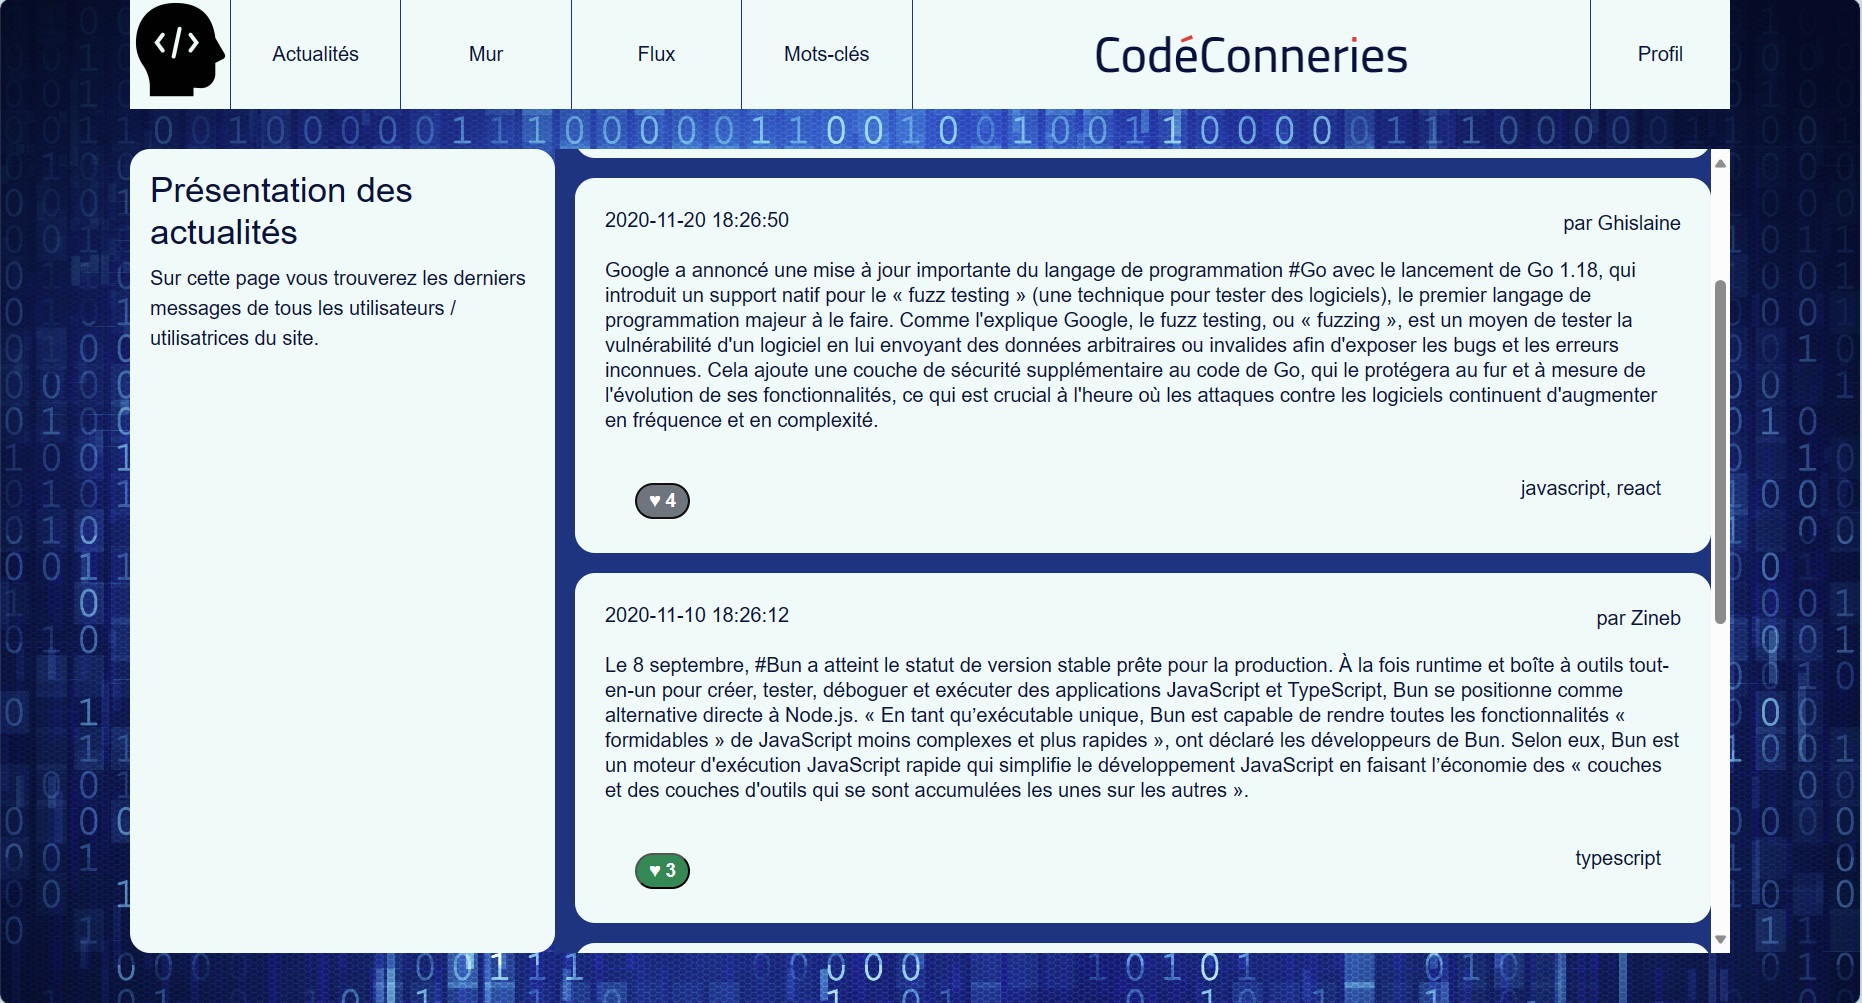 </>
Actualités
Mur
Flux
Mots-clés
CodéConneries
Profil
Présentation des
actualités
Sur cette page vous trouverez les derniers
messages de tous les utilisateurs /
utilisatrices du site.
2020-11-20 18:26:50
par Ghislaine
Google a annoncé une mise à jour importante du langage de programmation #Go avec le lancement de Go 1.18, qui
introduit un support natif pour le « fuzz testing » (une technique pour tester des logiciels), le premier langage de
programmation majeur à le faire. Comme l'explique Google, le fuzz testing, ou « fuzzing », est un moyen de tester la
vulnérabilité d'un logiciel en lui envoyant des données arbitraires ou invalides afin d'exposer les bugs et les erreurs
inconnues. Cela ajoute une couche de sécurité supplémentaire au code de Go, qui le protégera au fur et à mesure de
l'évolution de ses fonctionnalités, ce qui est crucial à l'heure où les attaques contre les logiciels continuent d'augmenter
en fréquence et en complexité.
♥ 4
javascript, react
2020-11-10 18:26:12
par Zineb
Le 8 septembre, #Bun a atteint le statut de version stable prête pour la production. À la fois runtime et boîte à outils tout-
en-un pour créer, tester, déboguer et exécuter des applications JavaScript et TypeScript, Bun se positionne comme
alternative directe à Node.js. « En tant qu’exécutable unique, Bun est capable de rendre toutes les fonctionnalités «
formidables » de JavaScript moins complexes et plus rapides », ont déclaré les développeurs de Bun. Selon eux, Bun est
un moteur d'exécution JavaScript rapide qui simplifie le développement JavaScript en faisant l’économie des « couches
et des couches d'outils qui se sont accumulées les unes sur les autres ».
♥ 3
typescript